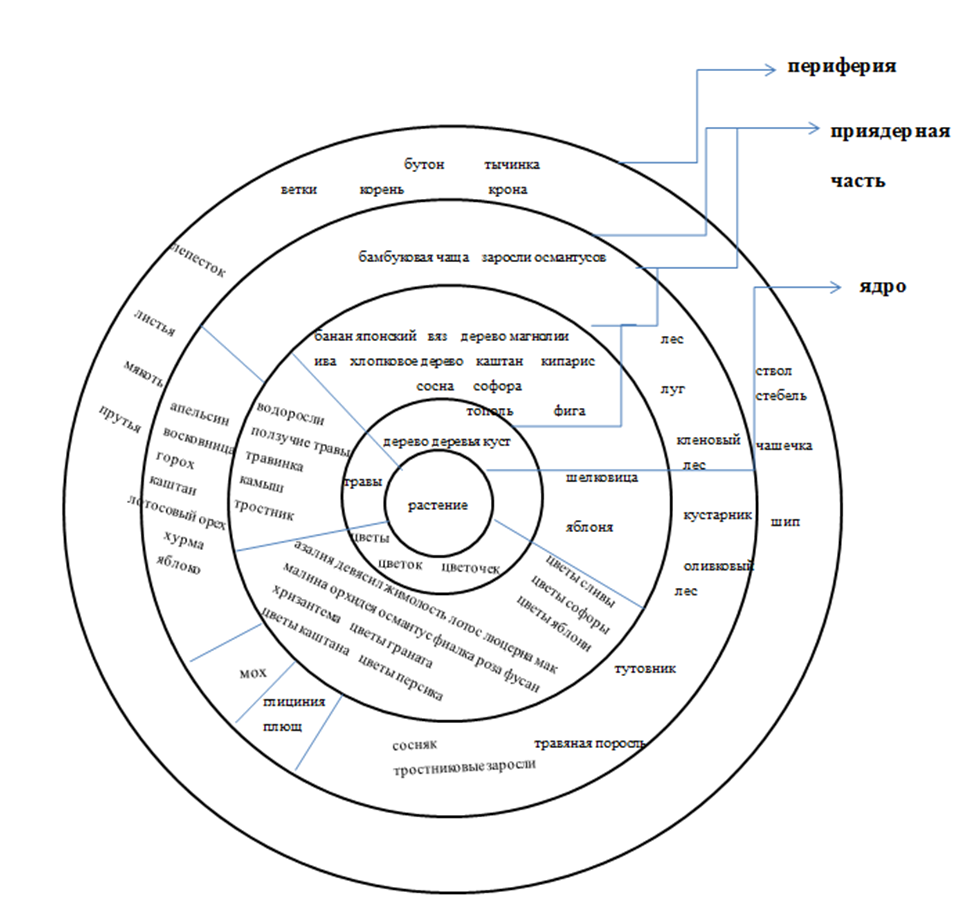 периферия
приядерная
часть
ядро
бутон тычинка
ветки корень крона
лепесток
листья
мякоть
прутья
ствол
стебель
чашечка
шип
бамбуковая чаща заросли османтусов
лес
луг
кленовый
лес
кустарник
оливковый
лес
тутовник
травяная поросль
сосняк
тростниковые заросли
глициния
плющ
мох
апельсин
восковница
горох
каштан
лотосовый орех
хурма
яблоко
банан японский вяз дерево магнолии
ива хлопковое дерево каштан кипарис
сосна софора
тополь фига
шелковица
яблоня
водоросли
ползучие травы
травинка
камыш
тростник
цветы сливы
цветы софоры
цветы яблони
азалия девясил жимолость лотос люцерна мак
малина орхидея османтус фиалка роза фусан
хризантема цветы граната
цветы каштана цветы персика
дерево деревья куст
травы
цветы
цветок цветочек
растение